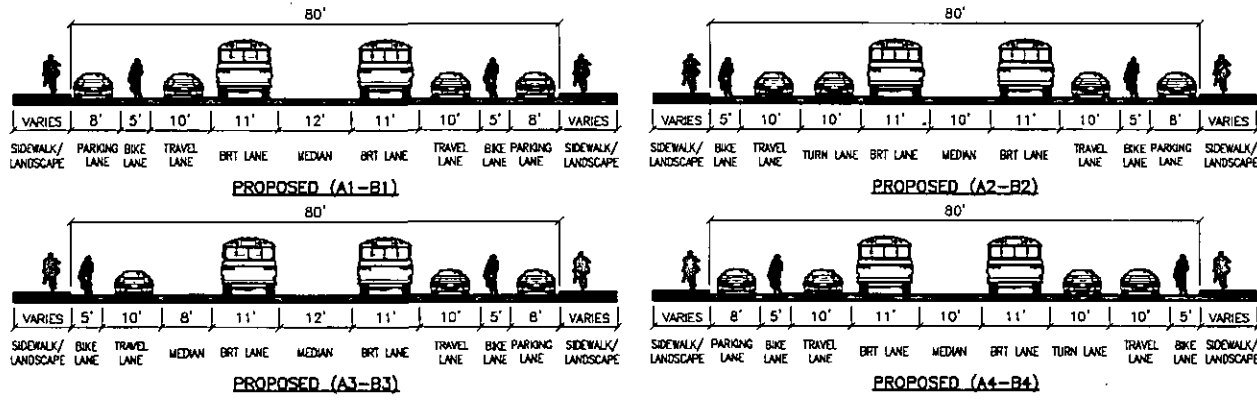 80'
VARIES 8' 5' 10' 11' 12' 11' 10' 5' 8' VARIES
SIDEWALK/ LANDSCAPE PARKING LANE BIKE LANE TRAVEL LANE BRT LANE MEDIAN BRT LANE TRAVEL LANE BIKE LANE PARKING LANE SIDEWALK/ LANDSCAPE
PROPOSED (A1-B1)
80'
VARIES 5' 10' 10' 11' 10' 11' 10' 5' 8' VARIES
SIDEWALK/ LANDSCAPE BIKE LANE TRAVEL LANE TURN LANE BRT LANE MEDIAN BRT LANE TRAVEL LANE BIKE LANE PARKING LANE SIDEWALK/ LANDSCAPE
PROPOSED (A2-B2)
80'
VARIES 5' 10' 8' 11' 12' 11' 10' 5' 8' VARIES
SIDEWALK/ LANDSCAPE BIKE LANE TRAVEL LANE MEDIAN BRT LANE MEDIAN BRT LANE TRAVEL LANE BIKE LANE PARKING LANE SIDEWALK/ LANDSCAPE
PROPOSED (A3-B3)
80'
VARIES 8' 5' 10' 11' 10' 11' 10' 10' 5' VARIES
SIDEWALK/ LANDSCAPE PARKING LANE BIKE LANE TRAVEL LANE BRT LANE MEDIAN BRT LANE TURN LANE TRAVEL LANE BIKE LANE SIDEWALK/ LANDSCAPE
PROPOSED (A4-B4)